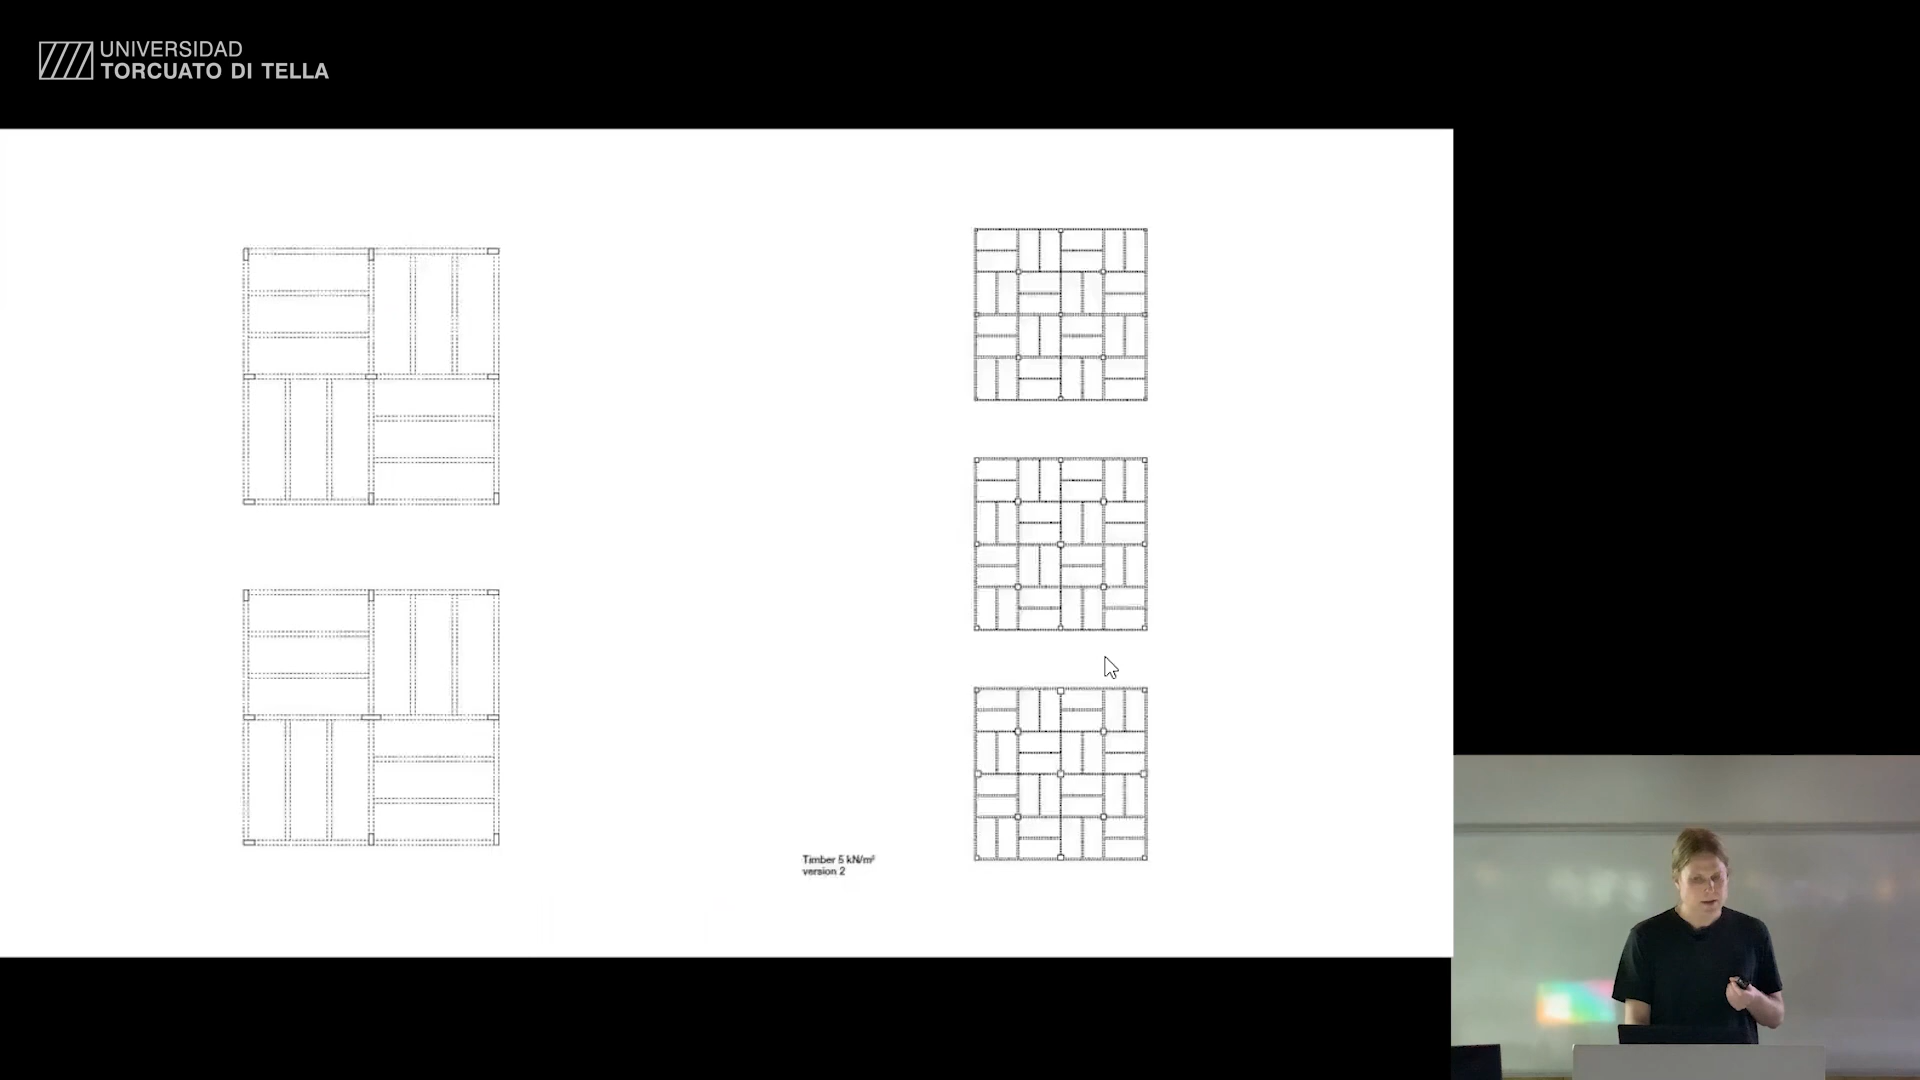 UNIVERSIDAD
TORCUATO DI TELLA
Timber 5 kN/m²
version 2